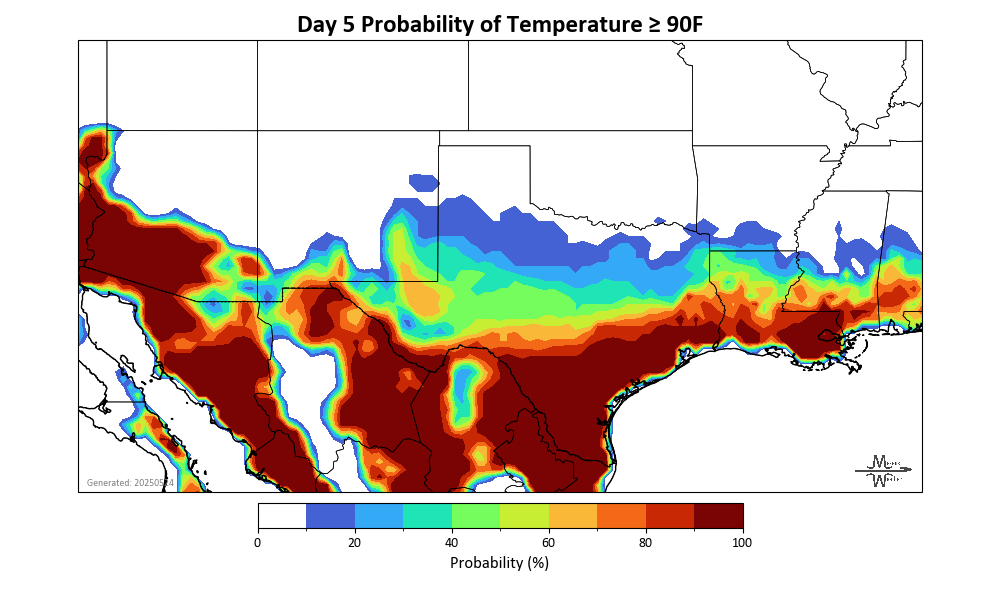 Day 5 Probability of Temperature ≥ 90F
Generated: 20250524
0 20 40 60 80 100
Probability (%)